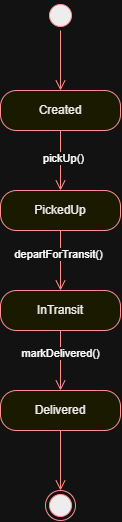 Created
pickUp()
PickedUp
departForTransit()
InTransit
markDelivered()
Delivered